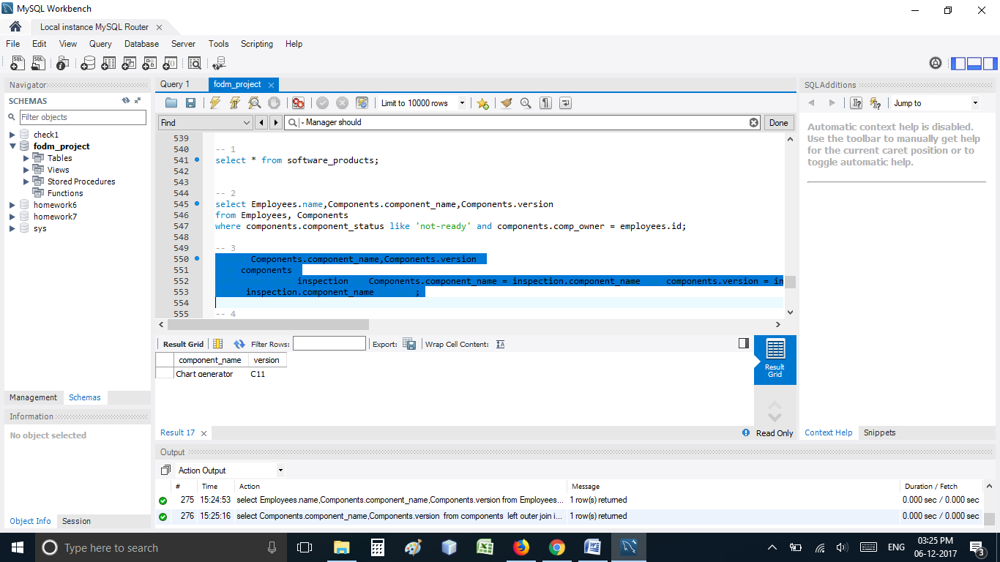 MySQL Workbench
Local instance MySQL Router
File Edit View Query Database Server Tools Scripting Help
Navigator
SCHEMAS
Filter objects
check1
fodm_project
Tables
Views
Stored Procedures
Functions
homework6
homework7
sys
Management Schemas
Information
No object selected
Object Info Session
Query 1 fodm_project
Limit to 10000 rows
Find Manager should Done
539
540 -- 1
541 select * from software_products;
542
543
544 -- 2
545 select Employees.name,Components.component_name,Components.version
546 from Employees, Components
547 where components.component_status like 'not-ready' and components.comp_owner = employees.id;
548
549 -- 3
550 Components.component_name,Components.version
551 components
552 inspection Components.component_name = inspection.component_name components.version = in
553 inspection.component_name ;
554
555 -- 4
Result Grid Filter Rows: Export: Wrap Cell Content:
component_name version
Chart generator C11
Result Grid
Result 17 Read Only
SQLAdditions
Jump to
Automatic context help is disabled.
Use the toolbar to manually get help
for the current caret position or to
toggle automatic help.
Context Help Snippets
Output
Action Output
# Time Action Message Duration / Fetch
275 15:24:53 select Employees.name,Components.component_name,Components.version from Employees... 1 row(s) returned 0.000 sec / 0.000 sec
276 15:25:16 select Components.component_name,Components.version from components left outer join i... 1 row(s) returned 0.000 sec / 0.000 sec
Type here to search
ENG
03:25 PM
06-12-2017
3